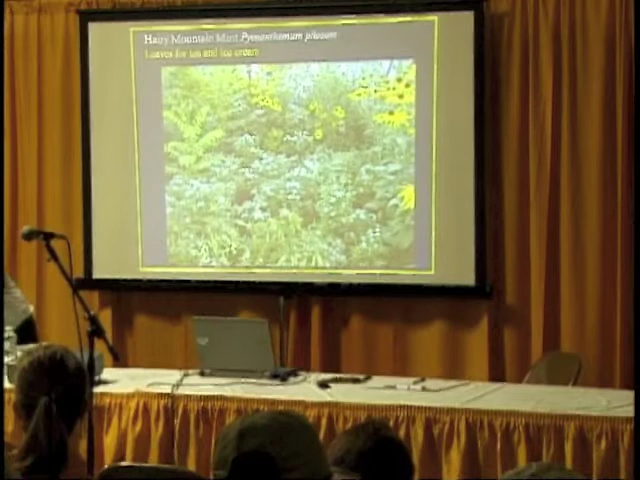 Hairy Mountain Mint Pycnanthemum pilosum
Leaves for tea and ice cream